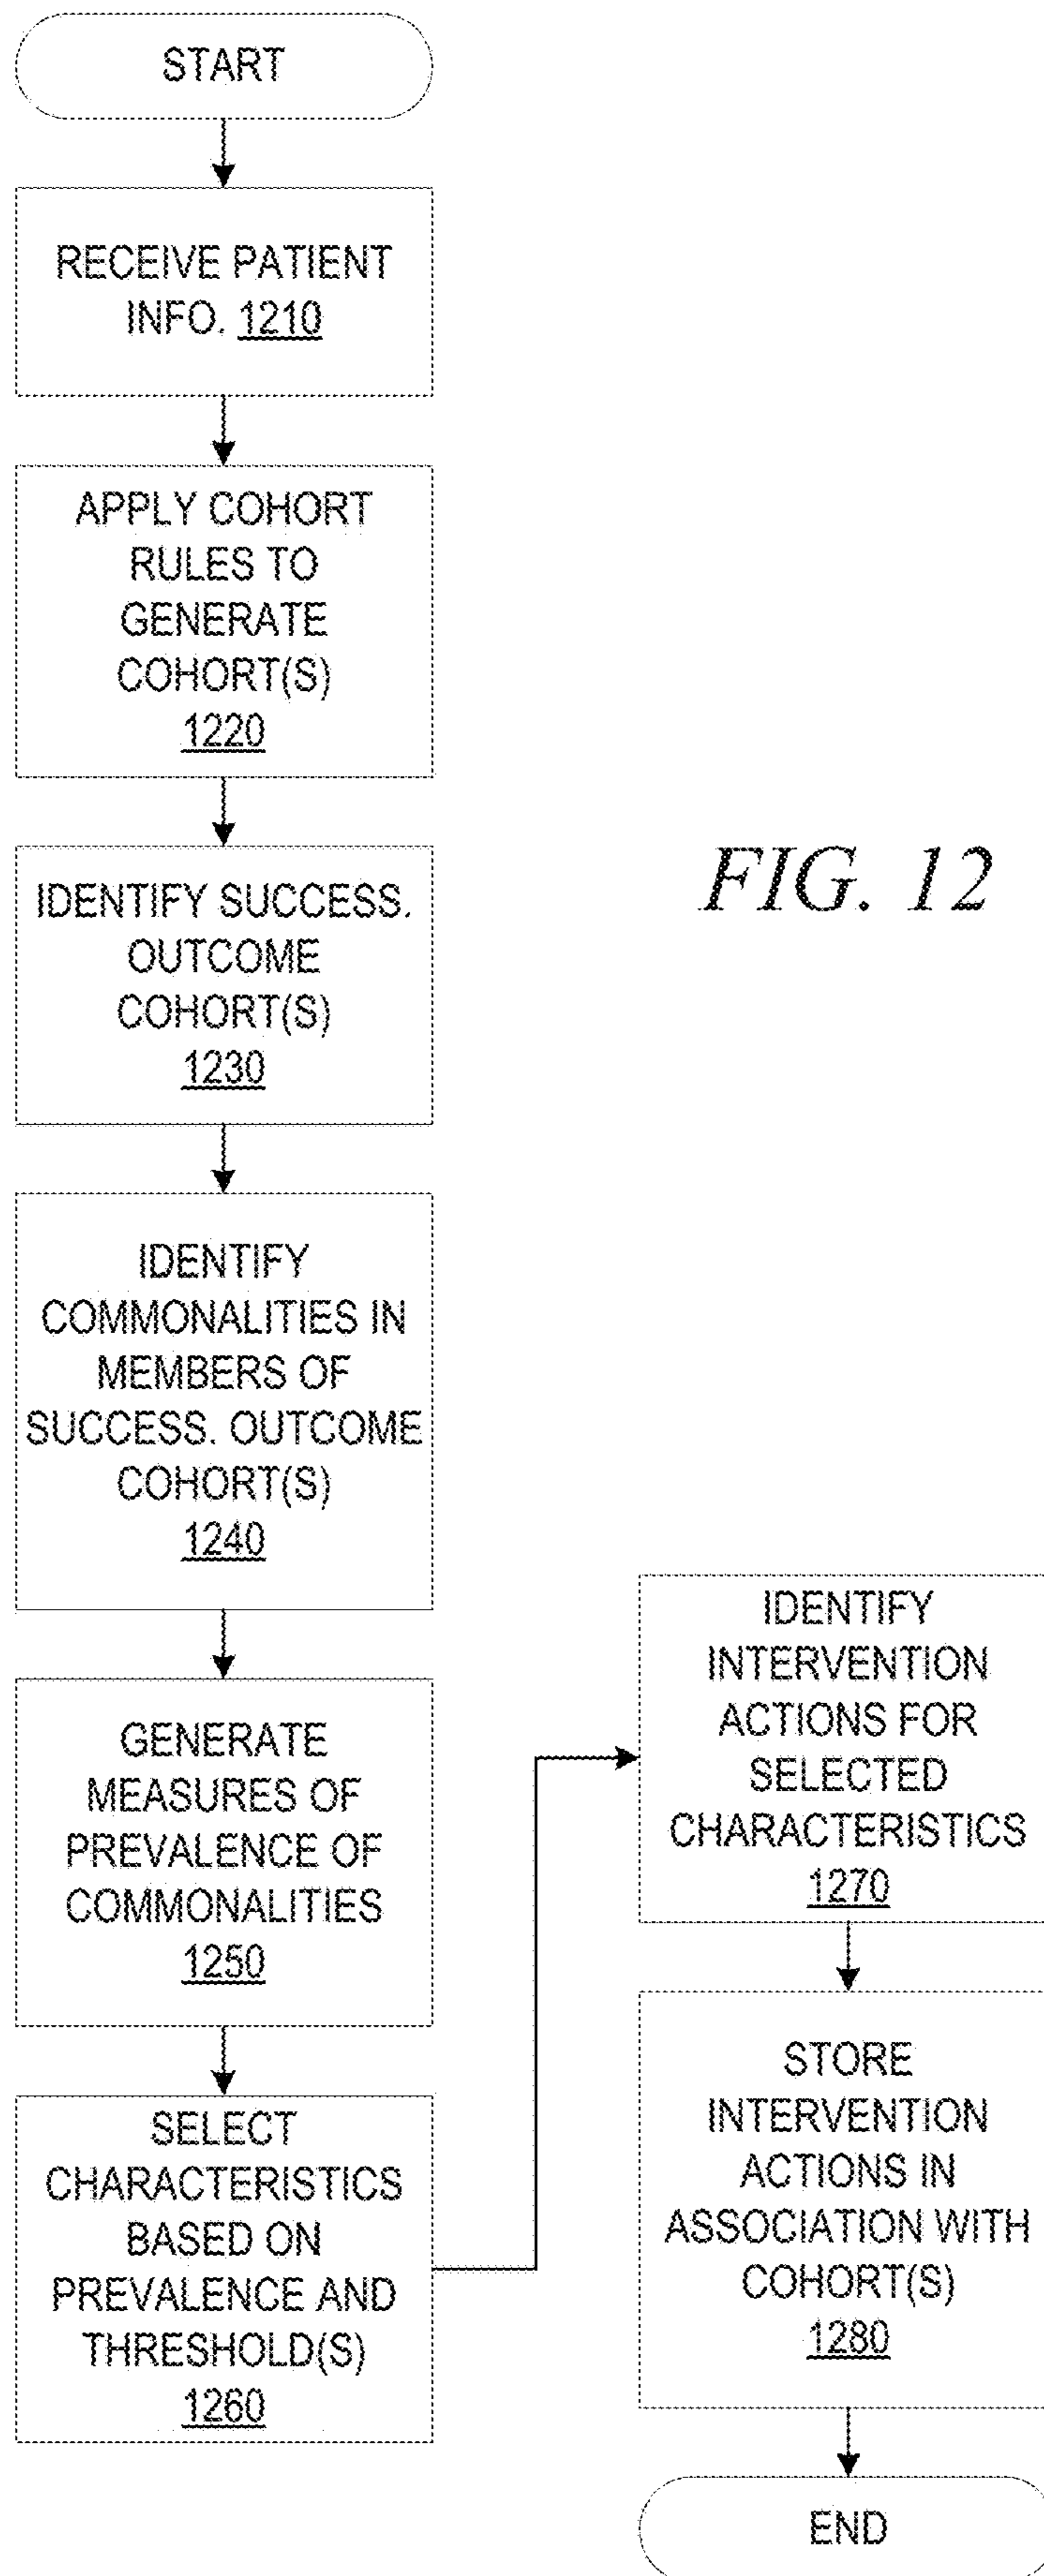 START
RECEIVE PATIENT
INFO. 1210
APPLY COHORT
RULES TO
GENERATE
COHORT(S)
1220
IDENTIFY SUCCESS.
OUTCOME
COHORT(S)
1230
FIG. 12
IDENTIFY
COMMONALITIES IN
MEMBERS OF
SUCCESS. OUTCOME
COHORT(S)
1240
GENERATE
MEASURES OF
PREVALENCE OF
COMMONALITIES
1250
SELECT
CHARACTERISTICS
BASED ON
PREVALENCE AND
THRESHOLD(S)
1260
IDENTIFY
INTERVENTION
ACTIONS FOR
SELECTED
CHARACTERISTICS
1270
STORE
INTERVENTION
ACTIONS IN
ASSOCIATION WITH
COHORT(S)
1280
END